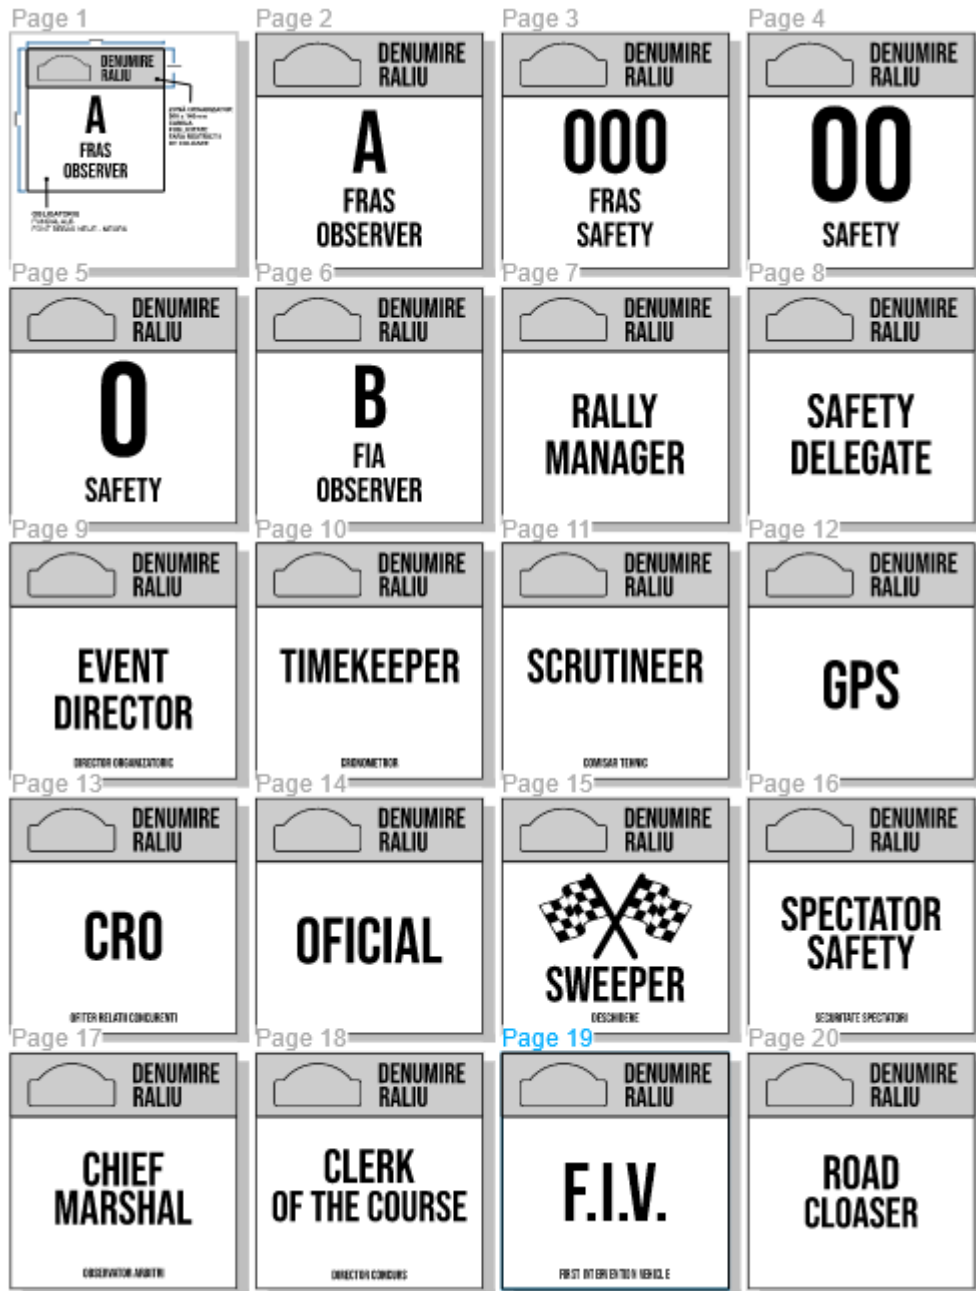 Page 1
DENUMIRE
RALIU
A
FRAS
OBSERVER
OBLIGATORIU
Page 2
DENUMIRE
RALIU
A
FRAS
OBSERVER
Page 3
DENUMIRE
RALIU
000
FRAS
SAFETY
Page 4
DENUMIRE
RALIU
00
SAFETY
Page 5
DENUMIRE
RALIU
0
SAFETY
Page 6
DENUMIRE
RALIU
B
FIA
OBSERVER
Page 7
DENUMIRE
RALIU
RALLY
MANAGER
Page 8
DENUMIRE
RALIU
SAFETY
DELEGATE
Page 9
DENUMIRE
RALIU
EVENT
DIRECTOR
DIRECTOR ORGANIZATORIC
Page 10
DENUMIRE
RALIU
TIMEKEEPER
CRONOMETROR
Page 11
DENUMIRE
RALIU
SCRUTINEER
COMISAR TEHNIC
Page 12
DENUMIRE
RALIU
GPS
Page 13
DENUMIRE
RALIU
CRO
OFITER RELATII CONCURENTI
Page 14
DENUMIRE
RALIU
OFICIAL
Page 15
DENUMIRE
RALIU
SWEEPER
DESCHIDERE
Page 16
DENUMIRE
RALIU
SPECTATOR
SAFETY
SECURITATE SPECTATORI
Page 17
DENUMIRE
RALIU
CHIEF
MARSHAL
OBSERVATOR ARBITRI
Page 18
DENUMIRE
RALIU
CLERK
OF THE COURSE
DIRECTOR CONCURS
Page 19
DENUMIRE
RALIU
F.I.V.
FIRST INTERVENTION VEHICLE
Page 20
DENUMIRE
RALIU
ROAD
CLOASER